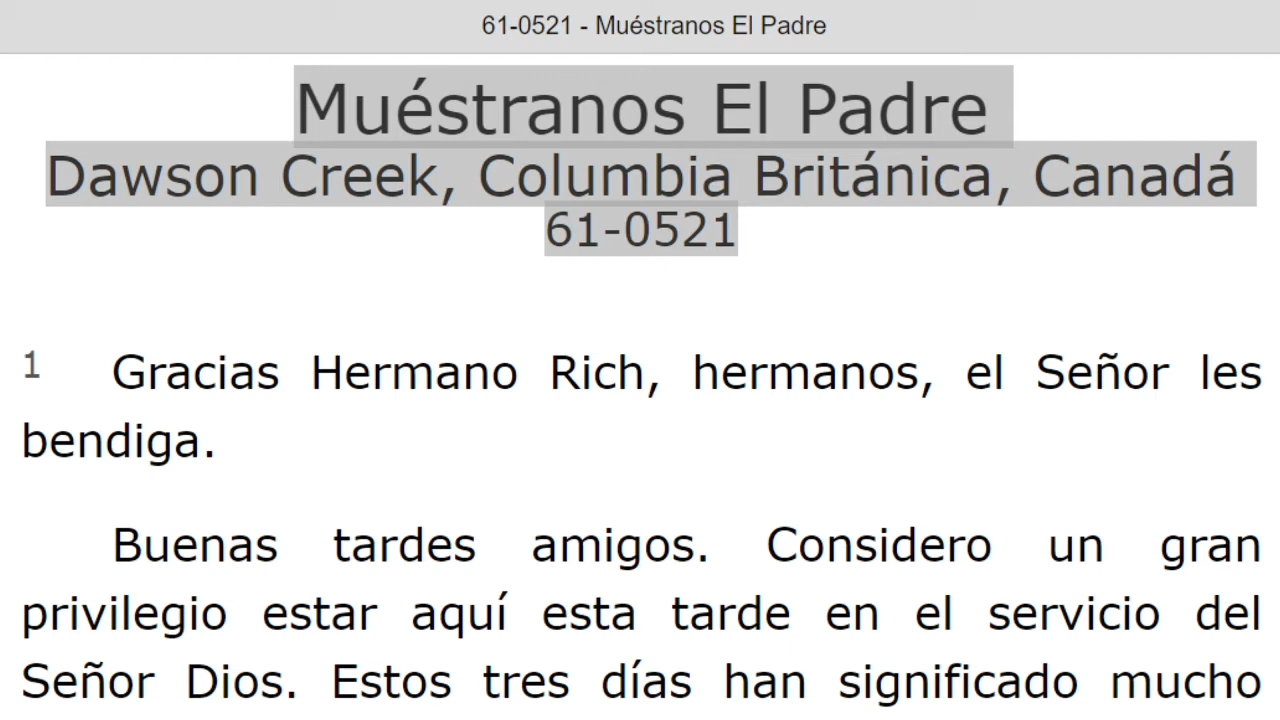 61-0521 - Muéstranos El Padre
Muéstranos El Padre
Dawson Creek, Columbia Británica, Canadá
61-0521
1 Gracias Hermano Rich, hermanos, el Señor les
bendiga.
Buenas tardes amigos. Considero un gran
privilegio estar aquí esta tarde en el servicio del
Señor Dios. Estos tres días han significado mucho